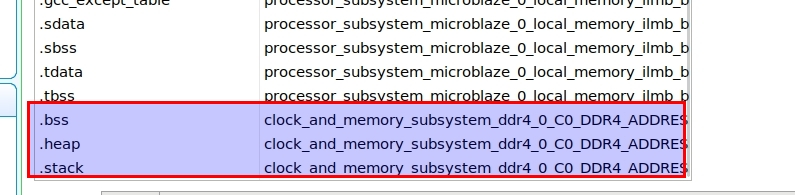 .gcc_except_table processor_subsystem_microblaze_0_local_memory_ilmb_b
.sdata processor_subsystem_microblaze_0_local_memory_ilmb_b
.sbss processor_subsystem_microblaze_0_local_memory_ilmb_b
.tdata processor_subsystem_microblaze_0_local_memory_ilmb_b
.tbss processor_subsystem_microblaze_0_local_memory_ilmb_b
.bss clock_and_memory_subsystem_ddr4_0_C0_DDR4_ADDRES
.heap clock_and_memory_subsystem_ddr4_0_C0_DDR4_ADDRES
.stack clock_and_memory_subsystem_ddr4_0_C0_DDR4_ADDRES